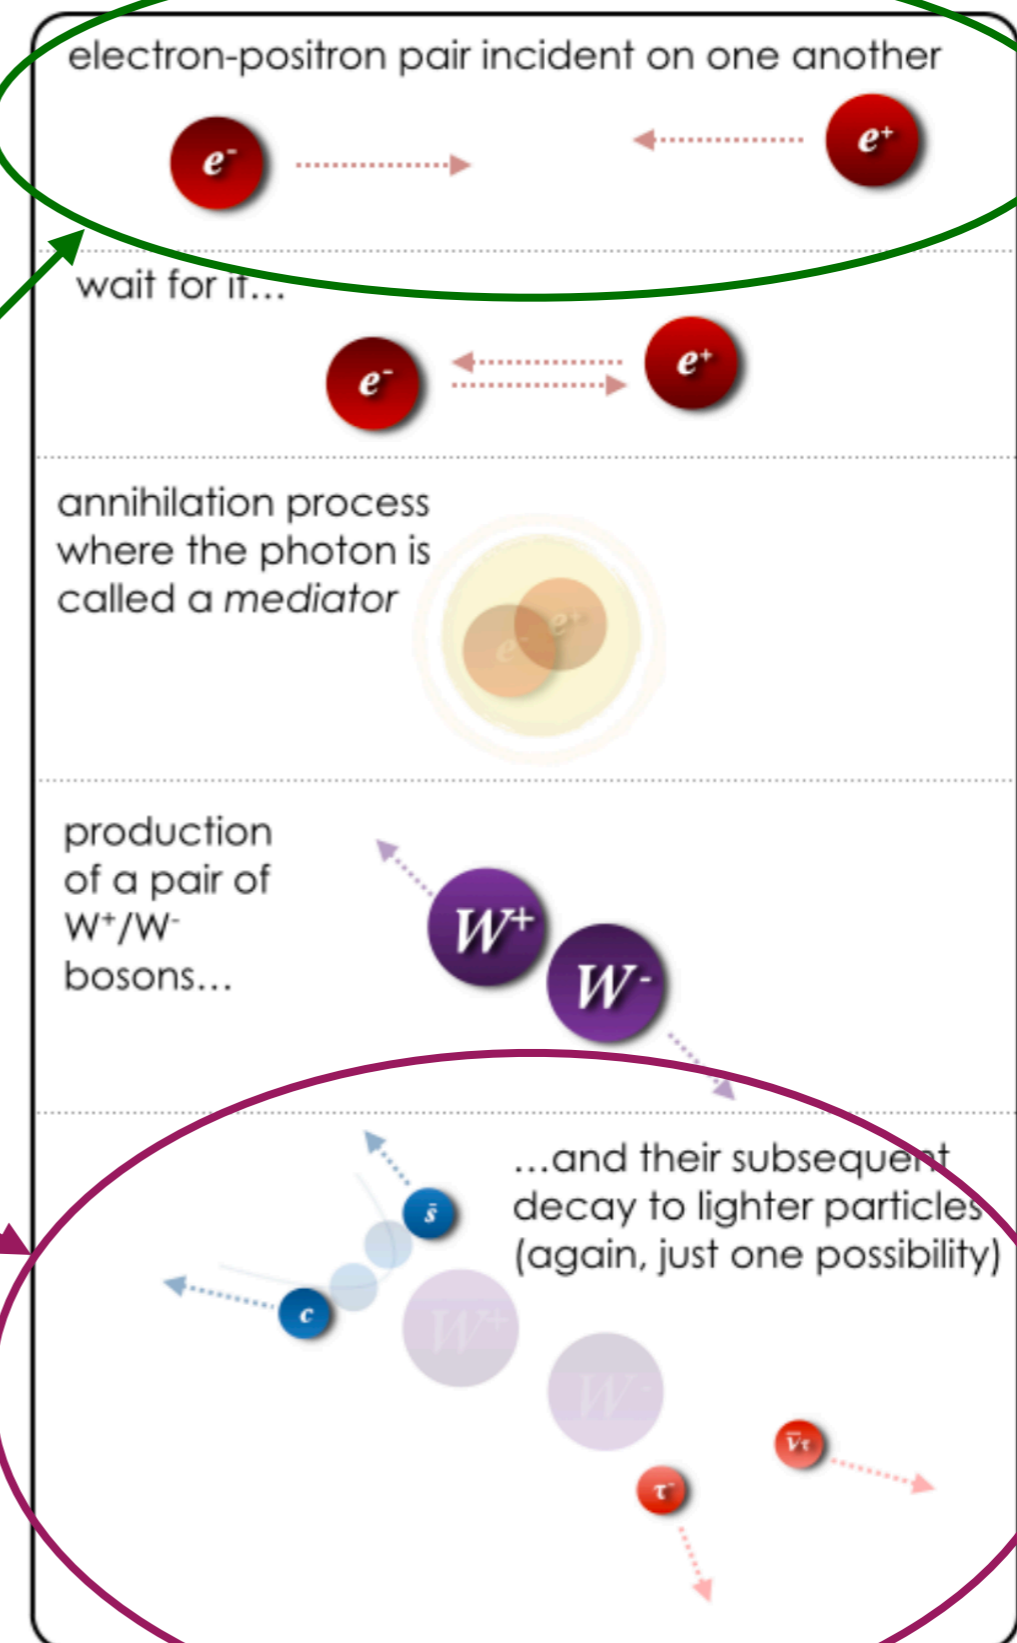 electron-positron pair incident on one another
e⁻
e⁺
wait for it...
e⁻
e⁺
annihilation process
where the photon is
called a mediator
e⁻
e⁺
production
of a pair of
W⁺/W⁻
bosons...
W⁺
W⁻
...and their subsequent
decay to lighter particles
(again, just one possibility)
s̄
c
W⁺
W⁻
ν̄τ
τ⁻